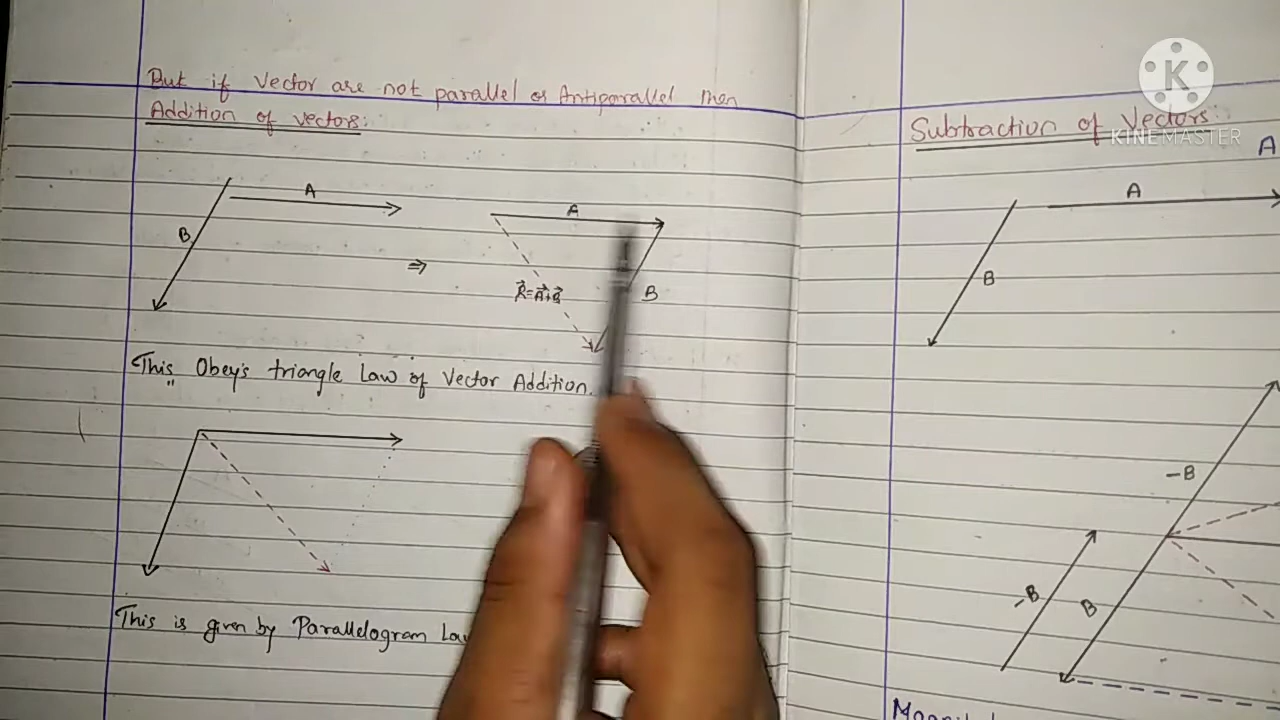 But if Vector are not parallel or Antiparallel then
Addition of vectors:
A
B
⇒
A
B
R⃗=A⃗+B⃗
This Obey's triangle Law of Vector Addition.
This is given by Parallelogram
Subtraction of Vectors:
A
A
B
-B
-B
B
K
KINEMASTER